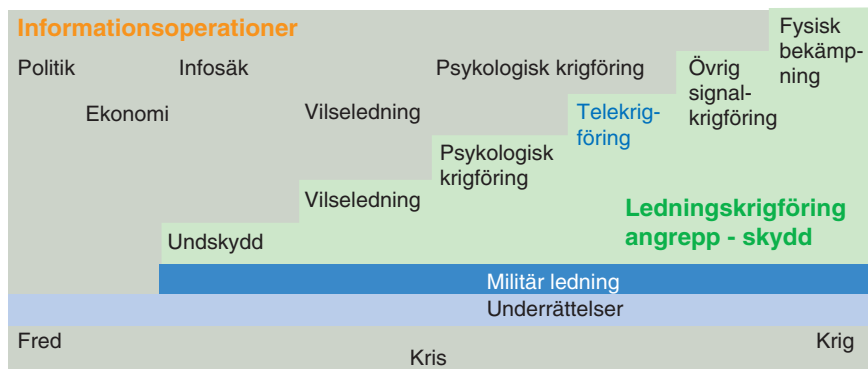 Informationsoperationer
Fysisk
bekämp-
ning
Politik
Infosäk
Psykologisk krigföring
Övrig
signal-
krigföring
Ekonomi
Vilseledning
Telekrig-
föring
Psykologisk
krigföring
Vilseledning
Ledningskrigföring
angrepp - skydd
Undskydd
Militär ledning
Underrättelser
Fred
Kris
Krig